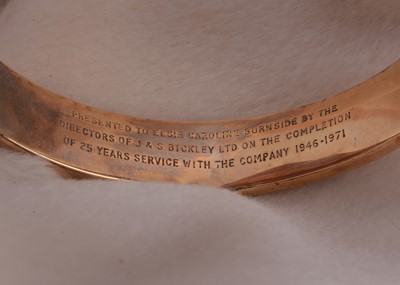 PRESENTED TO ELSIE CAROLINE BURNSIDE BY THE
DIRECTORS OF J & S BICKLEY LTD ON THE COMPLETION
OF 25 YEARS SERVICE WITH THE COMPANY 1946-1971